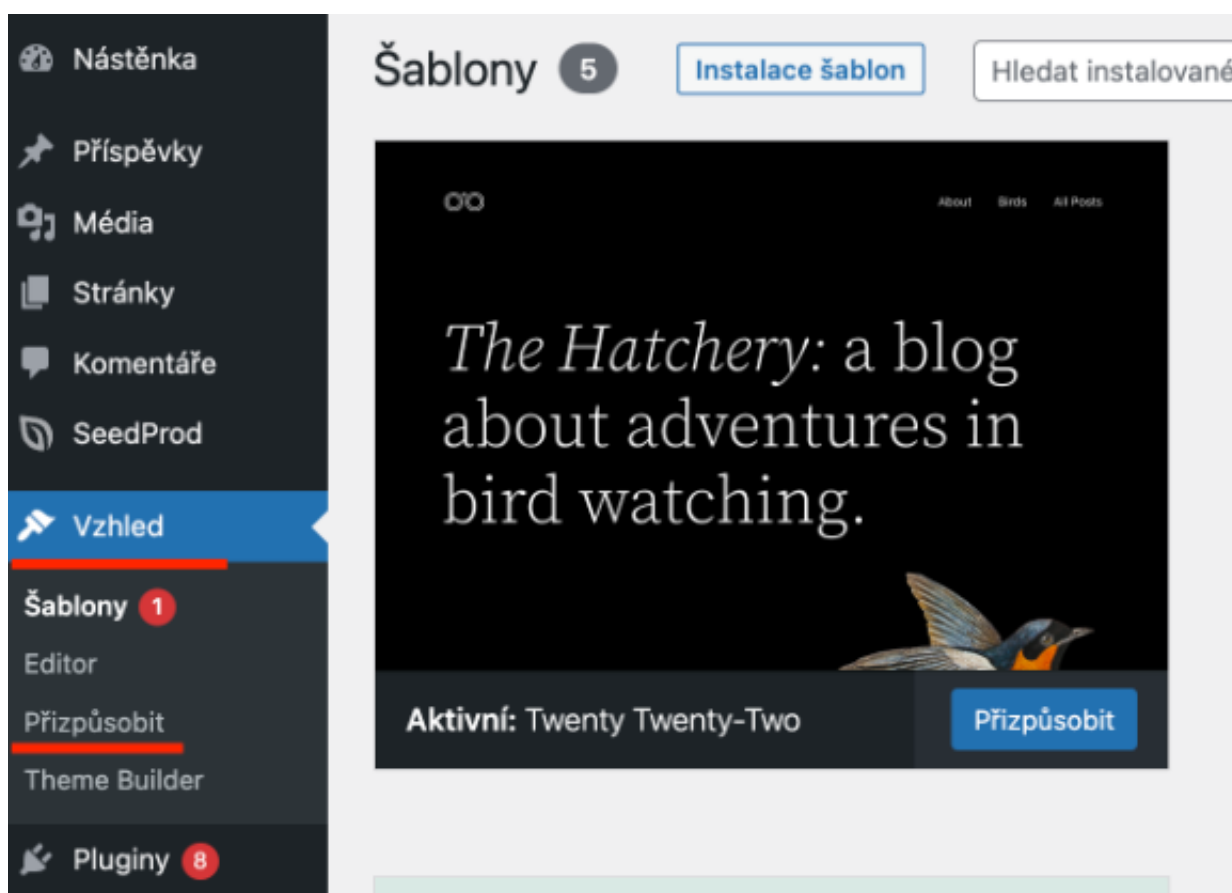 Nástěnka
Příspěvky
Média
Stránky
Komentáře
SeedProd
Vzhled
Šablony 1
Editor
Přizpůsobit
Theme Builder
Pluginy 8
Šablony 5
Instalace šablon
Hledat instalované
About Birds All Posts
The Hatchery: a blog
about adventures in
bird watching.
Aktivní: Twenty Twenty-Two
Přizpůsobit